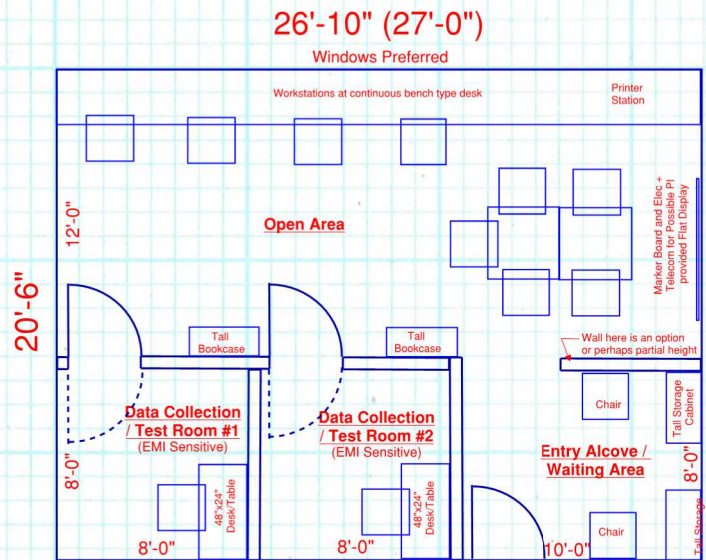 26'-10" (27'-0")
Windows Preferred
Workstations at continuous bench type desk
Printer
Station
12'-0"
Open Area
Marker Board and Elec +
Telecom for Possible PI
provided Flat Display
20'-6"
Tall
Bookcase
Tall
Bookcase
Wall here is an option
or perhaps partial height
Data Collection
/ Test Room #1
(EMI Sensitive)
Data Collection
/ Test Room #2
(EMI Sensitive)
Chair
Tall Storage
Cabinet
Entry Alcove /
Waiting Area
8'-0"
8'-0"
48"x24"
Desk/Table
48"x24"
Desk/Table
Chair
Tall Storage
8'-0"
8'-0"
10'-0"